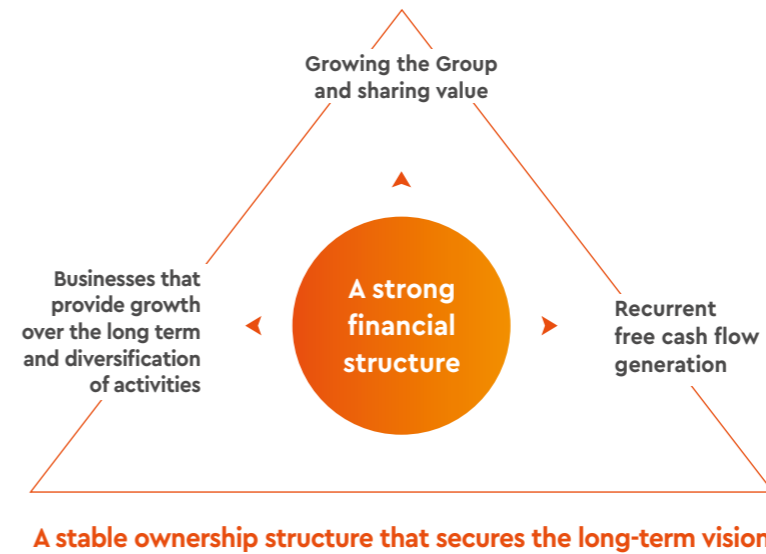 Growing the Group
and sharing value
Businesses that
provide growth
over the long term
and diversification
of activities
A strong
financial
structure
Recurrent
free cash flow
generation
A stable ownership structure that secures the long-term vision